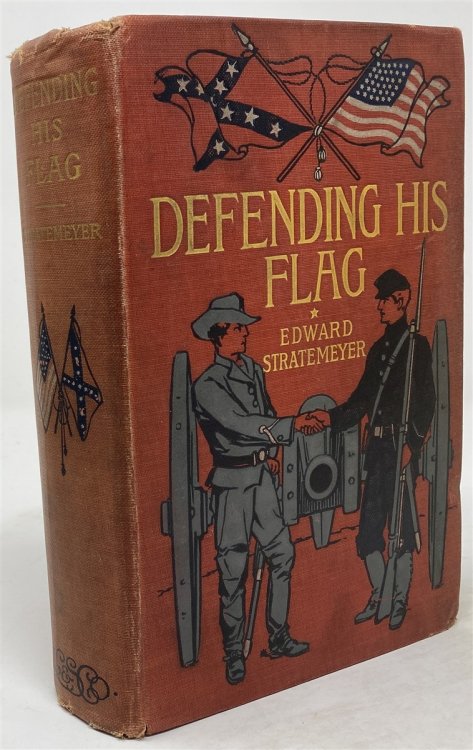 DEFENDING HIS
FLAG
EDWARD
STRATEMEYER
DEFENDING
HIS
FLAG
STRATEMEYER